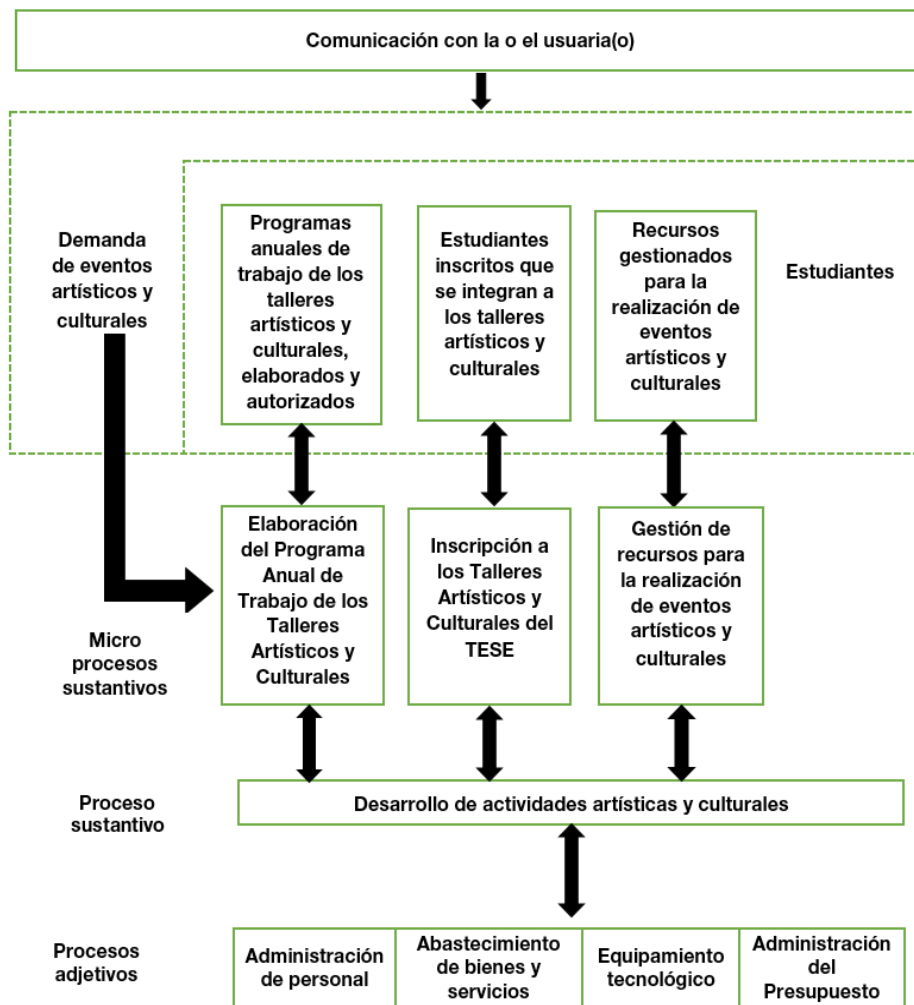 Comunicación con la o el usuaria(o)
Demanda
de eventos
artísticos y
culturales
Programas
anuales de
trabajo de los
talleres
artísticos y
culturales,
elaborados y
autorizados
Estudiantes
inscritos que
se integran a
los talleres
artísticos y
culturales
Recursos
gestionados
para la
realización de
eventos
artísticos y
culturales
Estudiantes
Micro
procesos
sustantivos
Elaboración
del Programa
Anual de
Trabajo de los
Talleres
Artísticos y
Culturales
Inscripción a
los Talleres
Artísticos y
Culturales del
TESE
Gestión de
recursos para
la realización
de eventos
artísticos y
culturales
Proceso
sustantivo
Desarrollo de actividades artísticas y culturales
Procesos
adjetivos
Administración
de personal
Abastecimiento
de bienes y
servicios
Equipamiento
tecnológico
Administración
del
Presupuesto